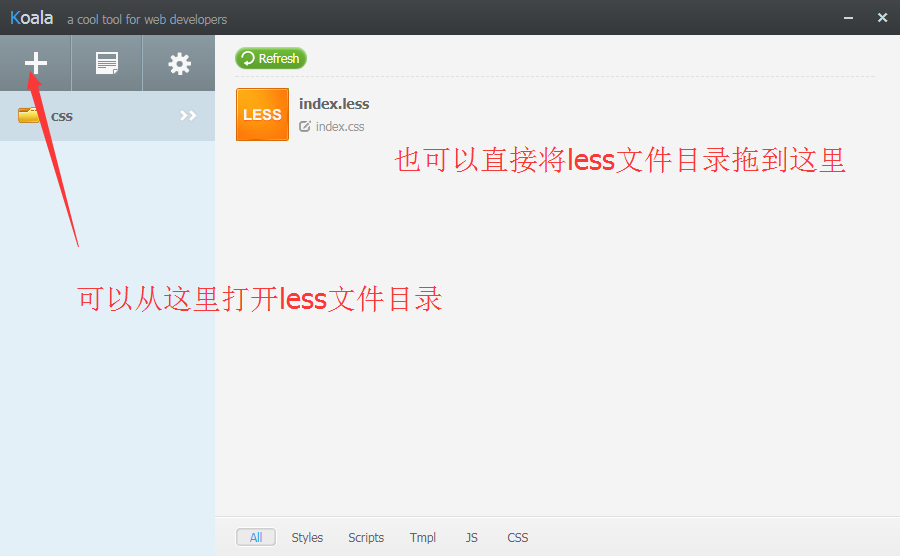 Koala a cool tool for web developers
Refresh
css
LESS
index.less
index.css
也可以直接将less文件目录拖到这里
可以从这里打开less文件目录
All Styles Scripts Tmpl JS CSS